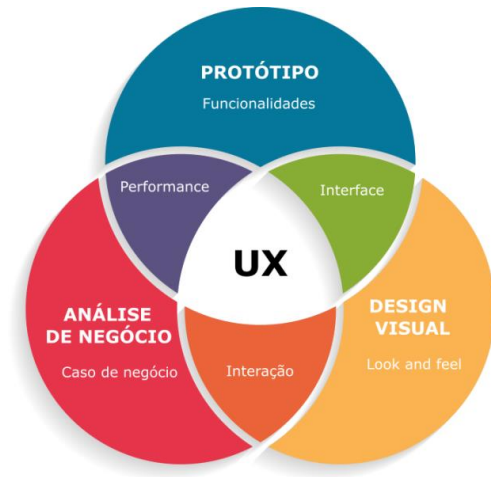 PROTÓTIPO
Funcionalidades
Performance
Interface
UX
ANÁLISE
DE NEGÓCIO
Caso de negócio
DESIGN
VISUAL
Look and feel
Interação